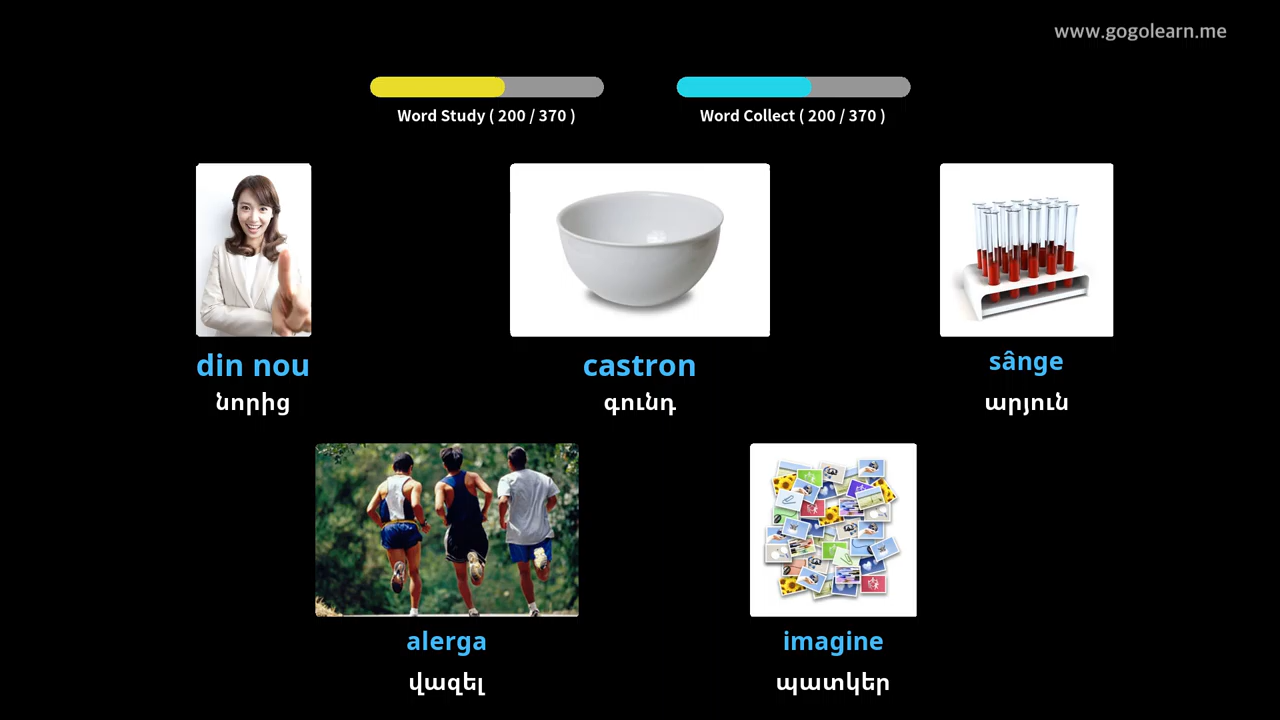 www.gogolearn.me
Word Study ( 200 / 370 )
Word Collect ( 200 / 370 )
din nou
նորից
castron
գունդ
sânge
արյուն
alerga
վազել
imagine
պատկեր